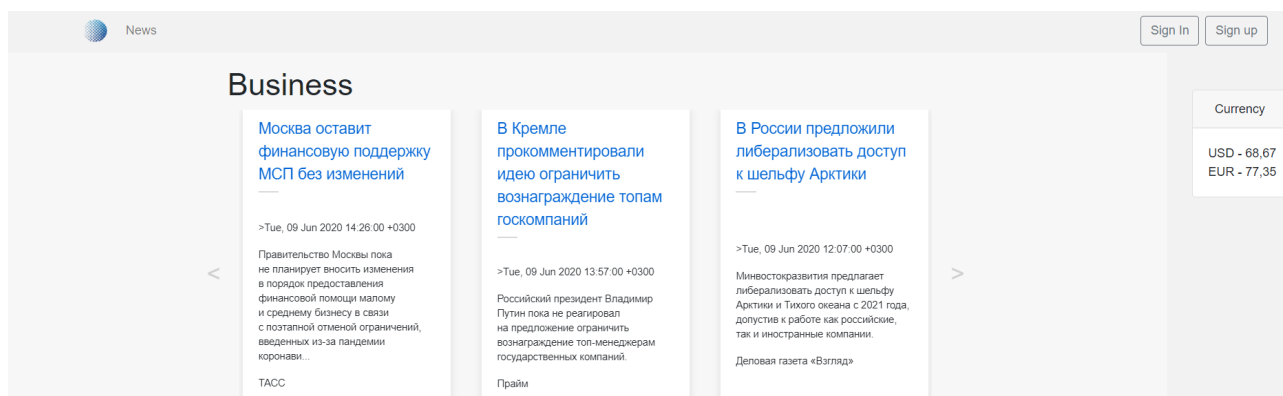 News
Sign In
Sign up
Business
Москва оставит
финансовую поддержку
МСП без изменений
>Tue, 09 Jun 2020 14:26:00 +0300
Правительство Москвы пока
не планирует вносить изменения
в порядок предоставления
финансовой помощи малому
и среднему бизнесу в связи
с поэтапной отменой ограничений,
введенных из-за пандемии
коронави...
ТАСС
В Кремле
прокомментировали
идею ограничить
вознаграждение топам
госкомпаний
>Tue, 09 Jun 2020 13:57:00 +0300
Российский президент Владимир
Путин пока не реагировал
на предложение ограничить
вознаграждение топ-менеджерам
государственных компаний.
Прайм
В России предложили
либерализовать доступ
к шельфу Арктики
>Tue, 09 Jun 2020 12:07:00 +0300
Минвостокразвития предлагает
либерализовать доступ к шельфу
Арктики и Тихого океана с 2021 года,
допустив к работе как российские,
так и иностранные компании.
Деловая газета «Взгляд»
<
>
Currency
USD - 68,67
EUR - 77,35